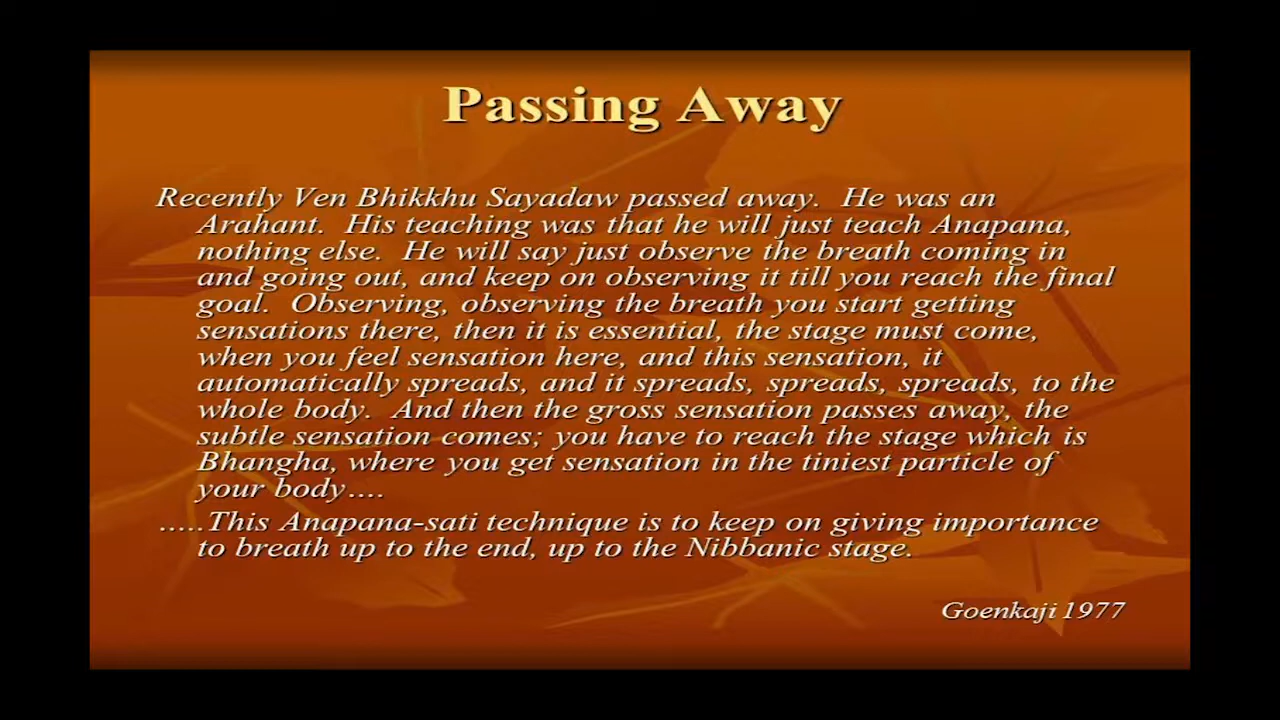 Passing Away
Recently Ven Bhikkhu Sayadaw passed away.  He was an
Arahant.  His teaching was that he will just teach Anapana,
nothing else.  He will say just observe the breath coming in
and going out, and keep on observing it till you reach the final
goal.  Observing, observing the breath you start getting
sensations there, then it is essential, the stage must come,
when you feel sensation here, and this sensation, it
automatically spreads, and it spreads, spreads, spreads, to the
whole body.  And then the gross sensation passes away, the
subtle sensation comes; you have to reach the stage which is
Bhangha, where you get sensation in the tiniest particle of
your body….
…..This Anapana-sati technique is to keep on giving importance
to breath up to the end, up to the Nibbanic stage.
Goenkaji 1977